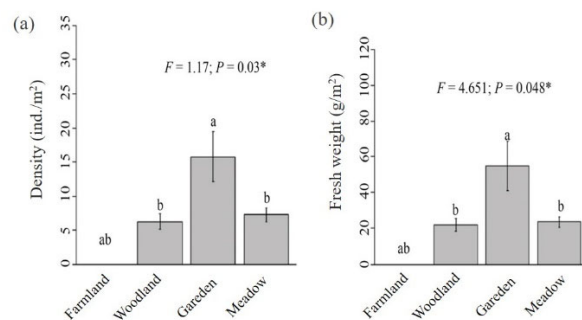 (a)
Density (ind./m²)
35
30
25
20
15
10
5
0
F = 1.17; P = 0.03*
ab
b
a
b
Farmland
Woodland
Gareden
Meadow
(b)
Fresh weight (g/m²)
120
100
80
60
40
20
0
F = 4.651; P = 0.048*
ab
b
a
b
Farmland
Woodland
Gareden
Meadow